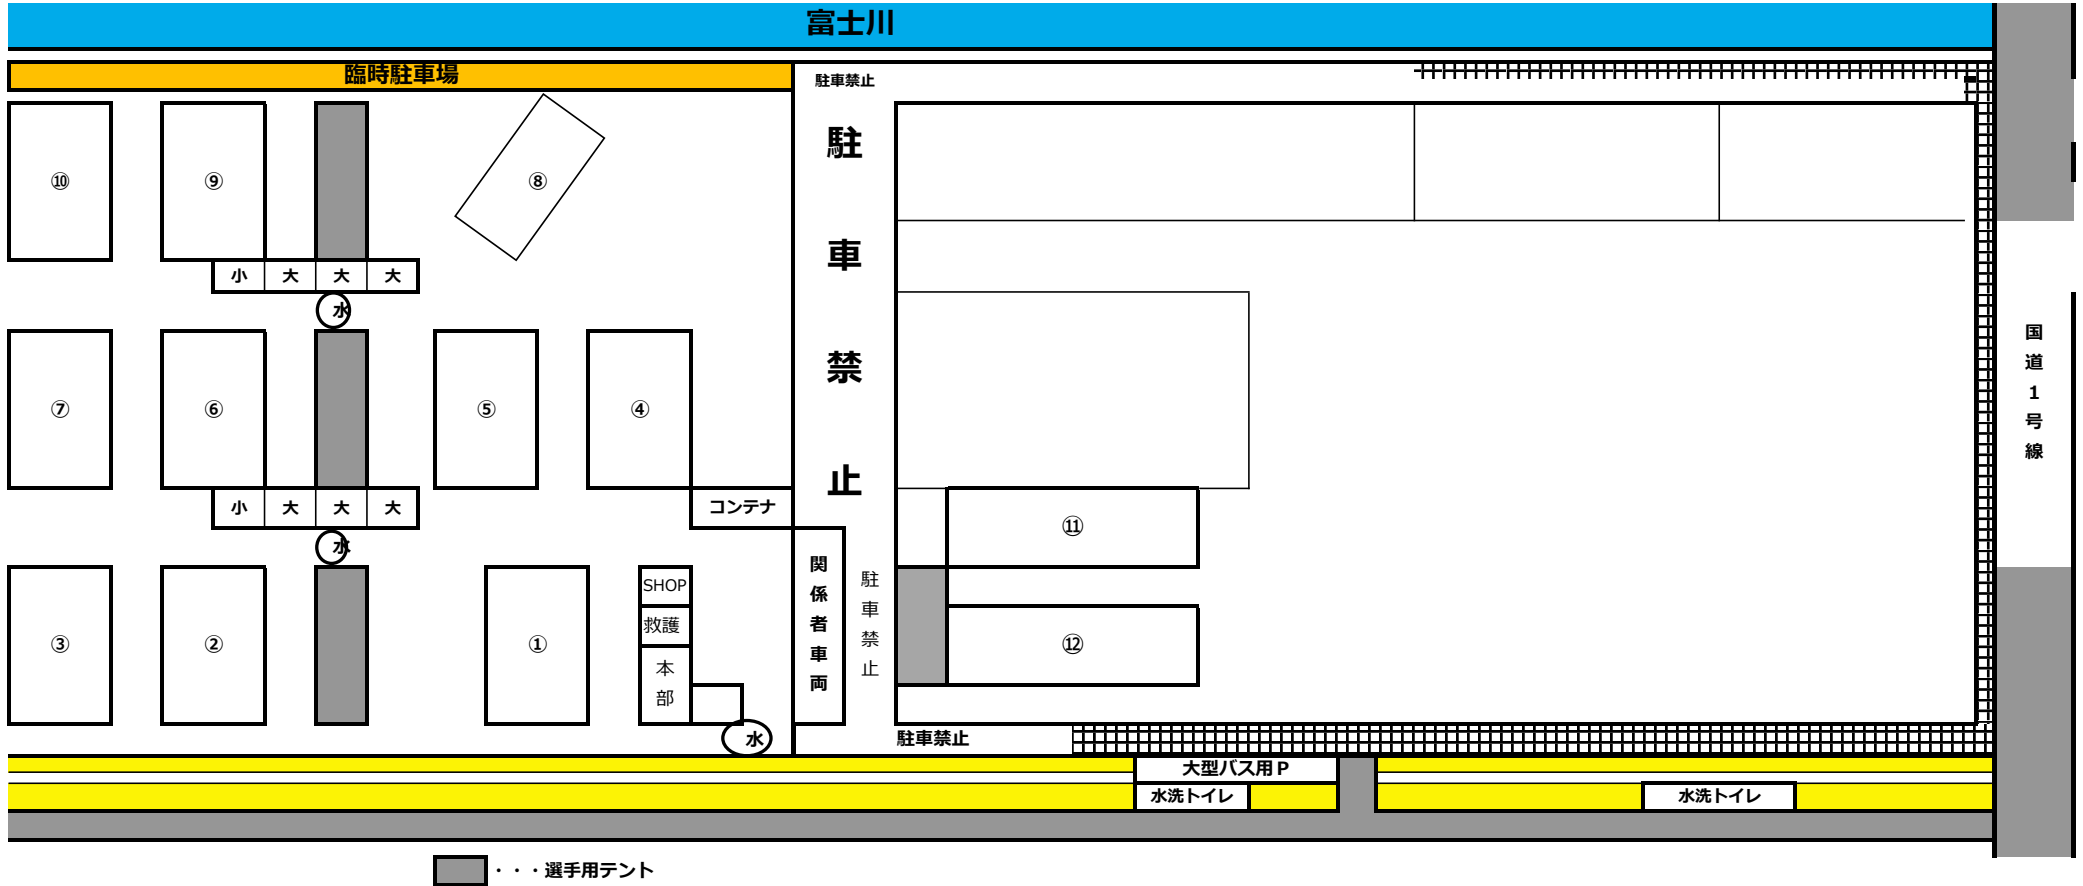 富士川
臨時駐車場
駐車禁止
駐車禁止
⑩
⑨
⑧
小 大 大 大
水
国道1号線
⑦
⑥
⑤
④
小 大 大 大
コンテナ
水
⑪
関係者車両
駐車禁止
SHOP
救護
本部
③
②
①
⑫
水
駐車禁止
大型バス用P
水洗トイレ
水洗トイレ
・・・選手用テント